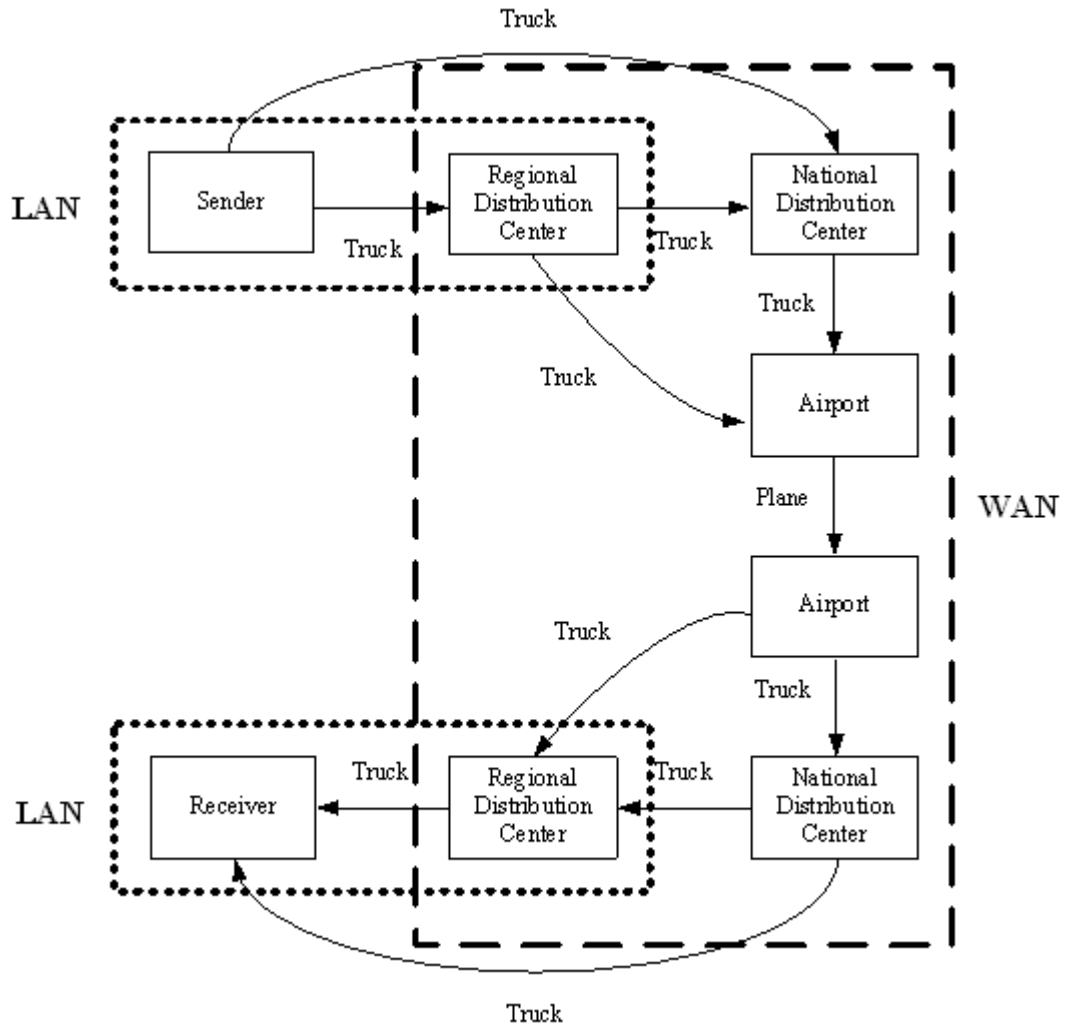 Truck
LAN
Sender
Truck
Regional
Distribution
Center
Truck
National
Distribution
Center
Truck
Truck
Airport
Plane
WAN
Airport
Truck
Truck
LAN
Receiver
Truck
Regional
Distribution
Center
Truck
National
Distribution
Center
Truck